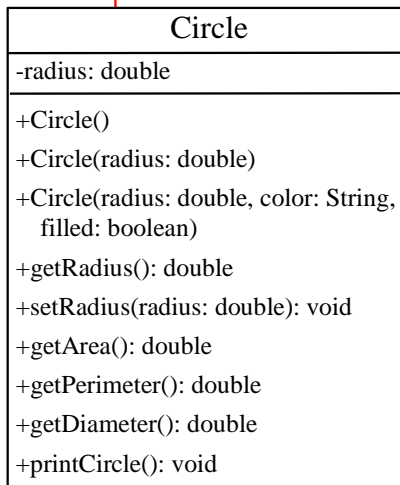 Circle
-radius: double
+Circle()
+Circle(radius: double)
+Circle(radius: double, color: String,
filled: boolean)
+getRadius(): double
+setRadius(radius: double): void
+getArea(): double
+getPerimeter(): double
+getDiameter(): double
+printCircle(): void